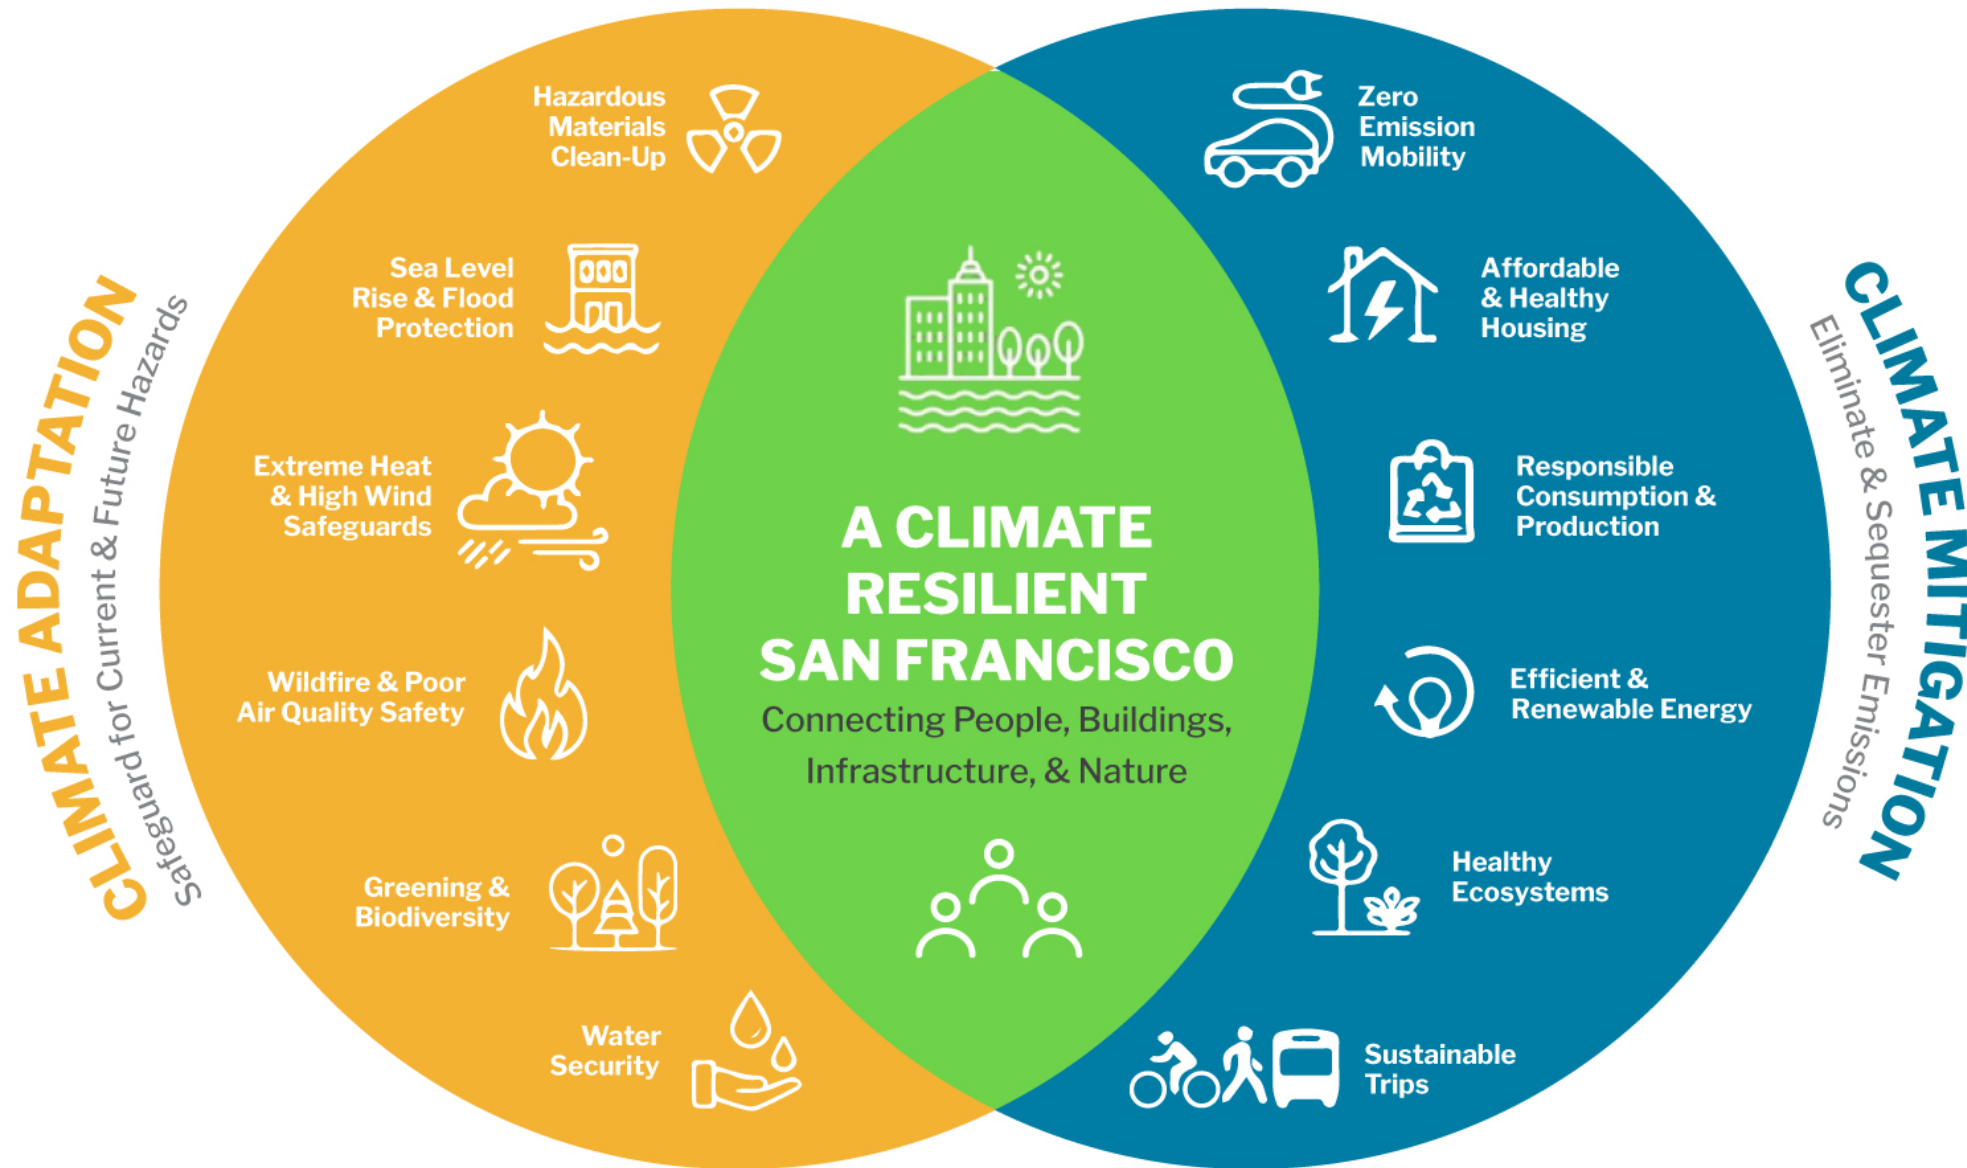 CLIMATE ADAPTATION
Safeguard for Current & Future Hazards
Hazardous
Materials
Clean-Up
Sea Level
Rise & Flood
Protection
Extreme Heat
& High Wind
Safeguards
Wildfire & Poor
Air Quality Safety
Greening &
Biodiversity
Water
Security
A CLIMATE
RESILIENT
SAN FRANCISCO
Connecting People, Buildings,
Infrastructure, & Nature
Zero
Emission
Mobility
Affordable
& Healthy
Housing
Responsible
Consumption &
Production
Efficient &
Renewable Energy
Healthy
Ecosystems
Sustainable
Trips
CLIMATE MITIGATION
Eliminate & Sequester Emissions